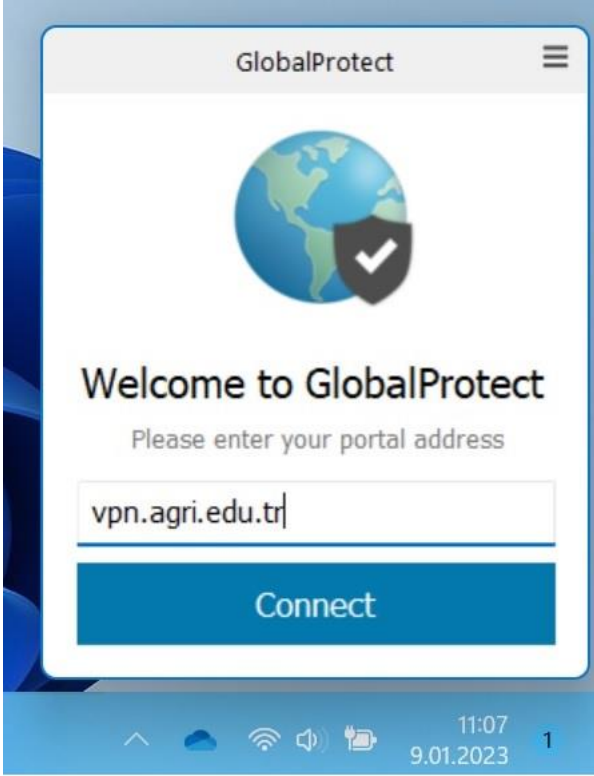 GlobalProtect
Welcome to GlobalProtect
Please enter your portal address
vpn.agri.edu.tr
Connect
11:07
9.01.2023
1